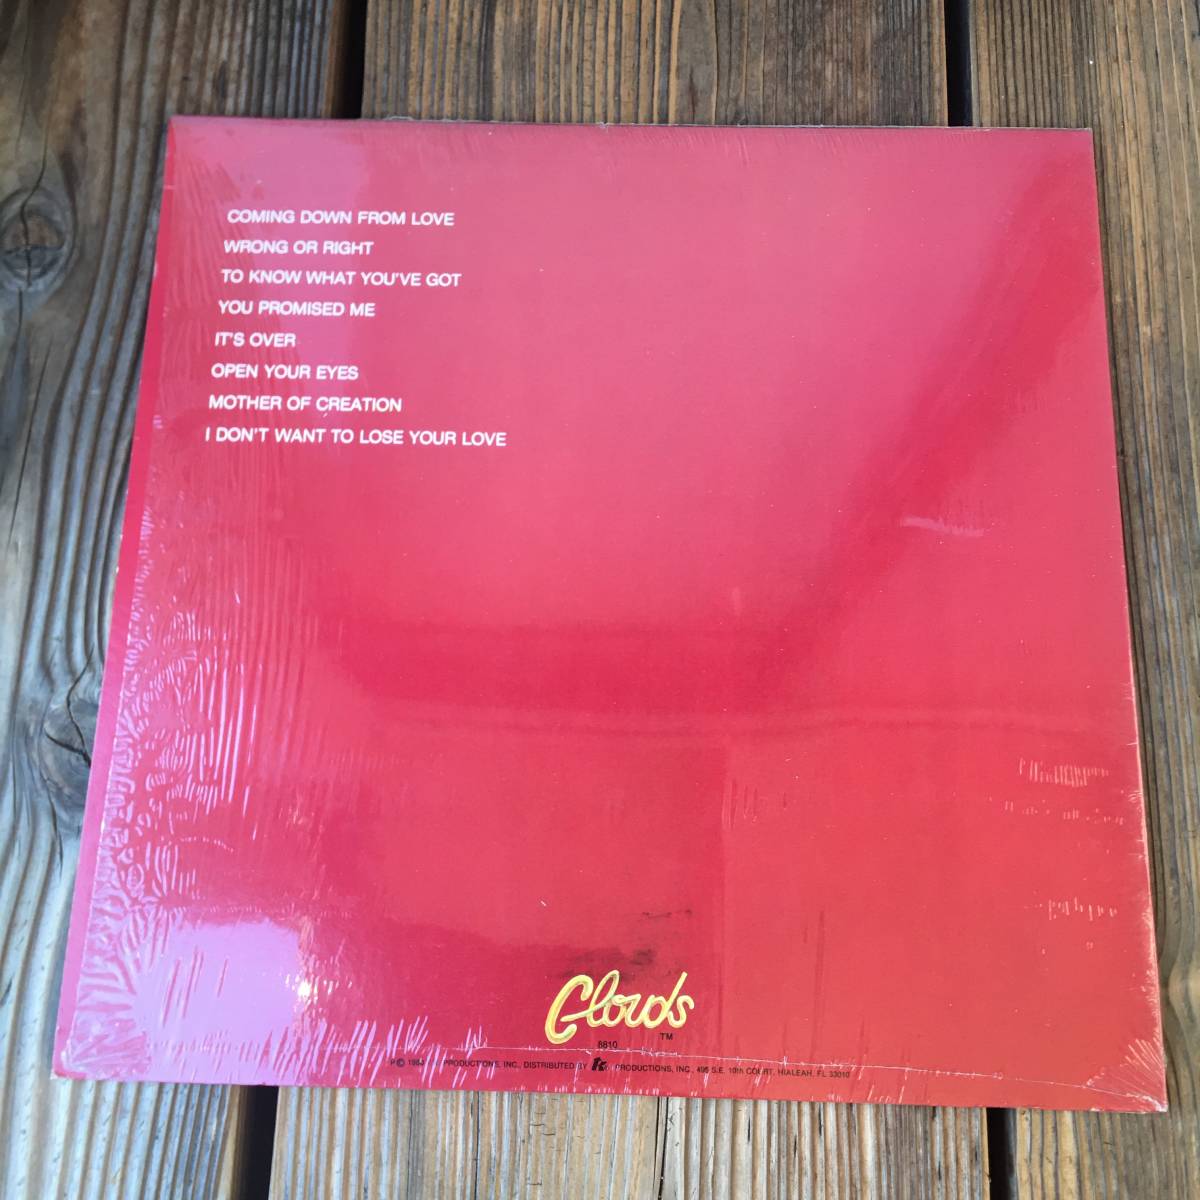 COMING DOWN FROM LOVE
WRONG OR RIGHT
TO KNOW WHAT YOU'VE GOT
YOU PROMISED ME
IT'S OVER
OPEN YOUR EYES
MOTHER OF CREATION
I DON'T WANT TO LOSE YOUR LOVE
Clouds
TM
8810
P © PRODUCTIONS, INC., DISTRIBUTED BY PRODUCTIONS, INC., 495 S.E. 10th COURT, HIALEAH, FL 33010